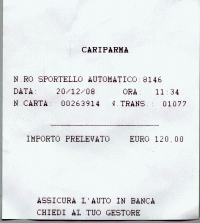 CARIPARMA
N.RO SPORTELLO AUTOMATICO:8146
DATA: 20/12/08 ORA: 11:34
N.CARTA: 00263914 N.TRANS.: 01077
IMPORTO PRELEVATO EURO 120,00
ASSICURA L'AUTO IN BANCA
CHIEDI AL TUO GESTORE